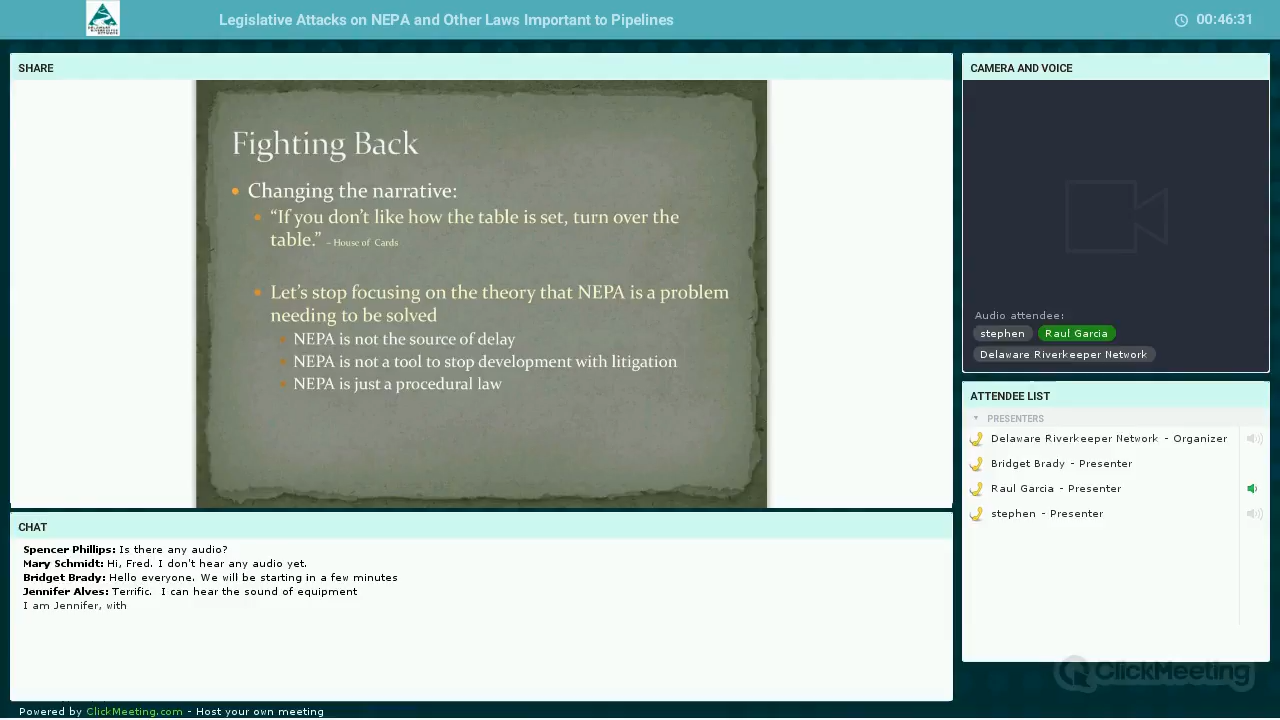 Legislative Attacks on NEPA and Other Laws Important to Pipelines
00:46:31
SHARE
Fighting Back
Changing the narrative:
“If you don’t like how the table is set, turn over the
table.” – House of Cards
Let’s stop focusing on the theory that NEPA is a problem
needing to be solved
NEPA is not the source of delay
NEPA is not a tool to stop development with litigation
NEPA is just a procedural law
CAMERA AND VOICE
Audio attendee:
stephen Raul Garcia
Delaware Riverkeeper Network
ATTENDEE LIST
PRESENTERS
Delaware Riverkeeper Network - Organizer
Bridget Brady - Presenter
Raul Garcia - Presenter
stephen - Presenter
ClickMeeting
CHAT
Spencer Phillips: Is there any audio?
Mary Schmidt: Hi, Fred. I don't hear any audio yet.
Bridget Brady: Hello everyone. We will be starting in a few minutes
Jennifer Alves: Terrific. I can hear the sound of equipment
I am Jennifer, with
Powered by ClickMeeting.com - Host your own meeting